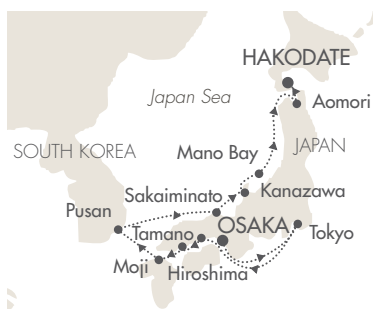 HAKODATE
Japan Sea
Aomori
SOUTH KOREA
Mano Bay
JAPAN
Sakaiminato
Kanazawa
Pusan
Tamano
OSAKA
Tokyo
Moji
Hiroshima